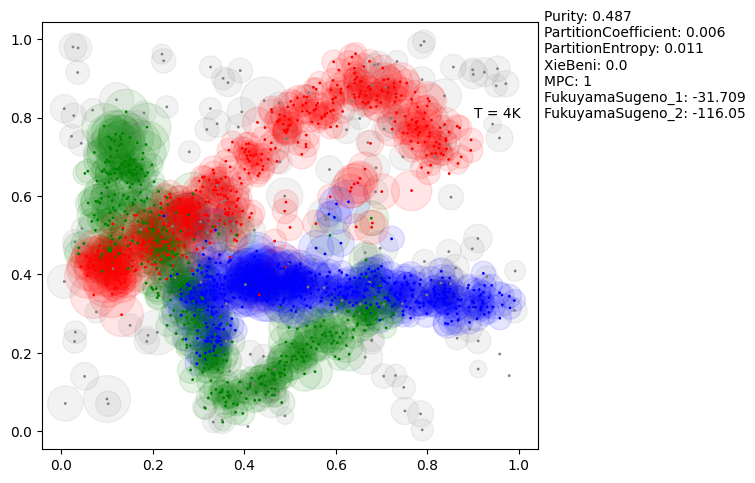 Purity: 0.487
PartitionCoefficient: 0.006
PartitionEntropy: 0.011
XieBeni: 0.0
MPC: 1
FukuyamaSugeno_1: -31.709
FukuyamaSugeno_2: -116.05
T = 4K
1.0
0.8
0.6
0.4
0.2
0.0
0.0 0.2 0.4 0.6 0.8 1.0